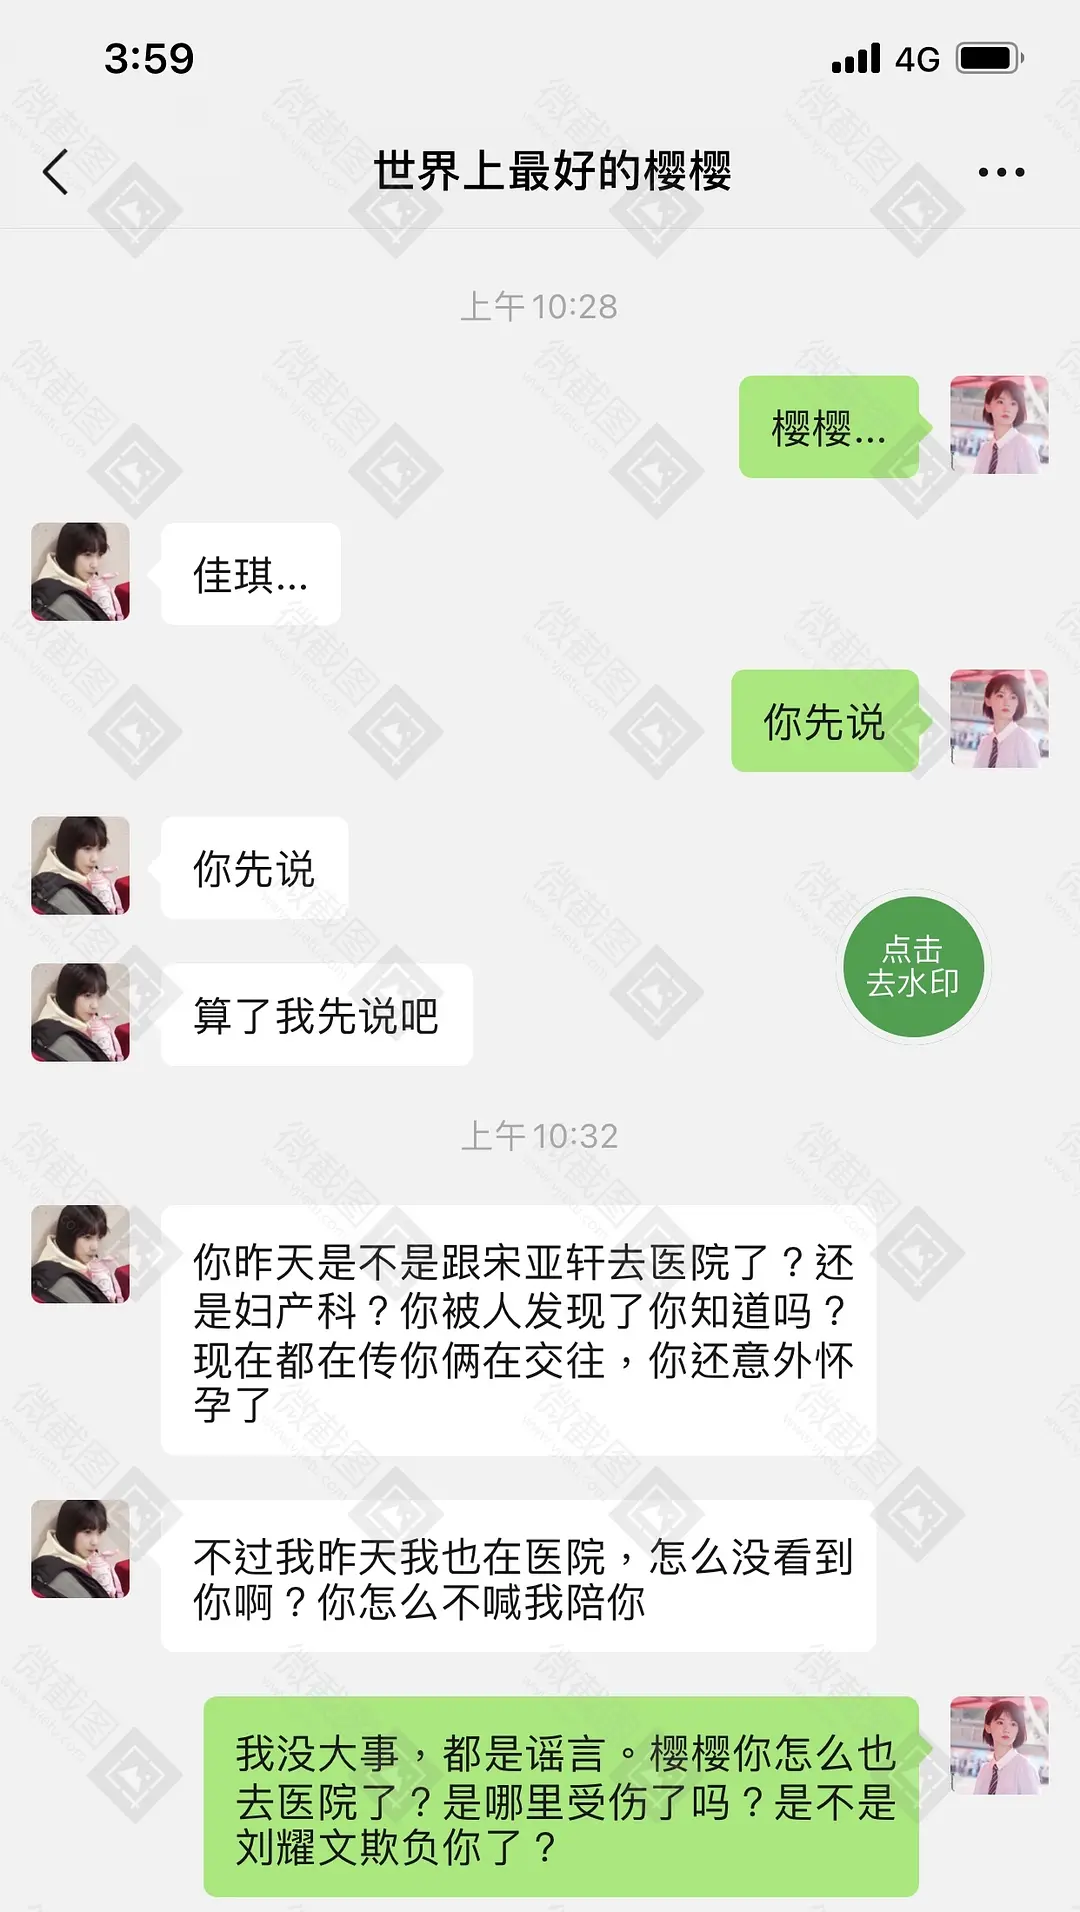 3:59
4G
世界上最好的樱樱
上午10:28
樱樱...
佳琪...
你先说
你先说
点击
去水印
算了我先说吧
上午10:32
你昨天是不是跟宋亚轩去医院了？还
是妇产科？你被人发现了你知道吗？
现在都在传你俩在交往，你还意外怀
孕了
不过我昨天我也在医院，怎么没看到
你啊？你怎么不喊我陪你
我没大事，都是谣言。樱樱你怎么也
去医院了？是哪里受伤了吗？是不是
刘耀文欺负你了？
微截图